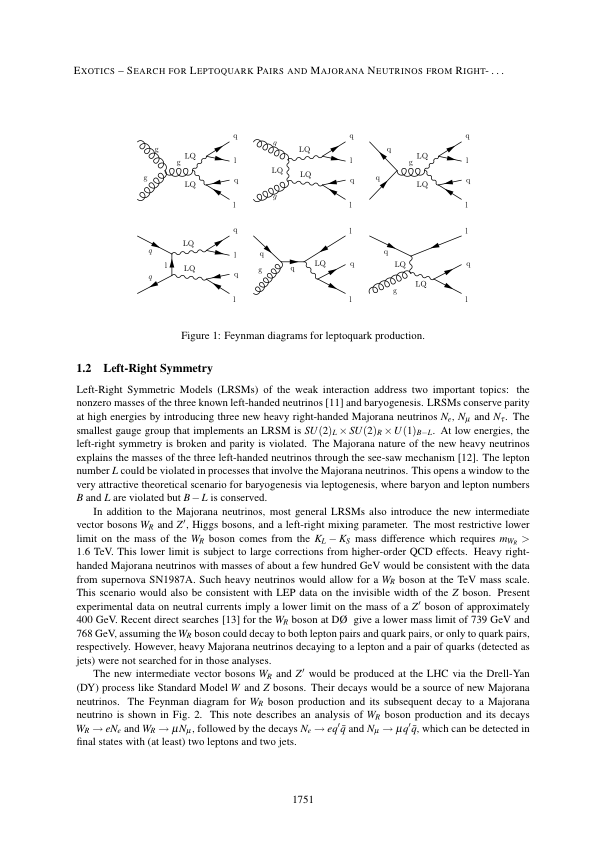 EXOTICS – SEARCH FOR LEPTOQUARK PAIRS AND MAJORANA NEUTRINOS FROM RIGHT- . . .
g
g
g
LQ
LQ
q
l
q
l
g
g
LQ
LQ
LQ
q
l
q
l
q
q
g
LQ
LQ
q
l
q
l
q
q
l
LQ
LQ
q
l
q
l
q
g
q
LQ
l
q
l
q
g
LQ
LQ
l
q
l
Figure 1: Feynman diagrams for leptoquark production.
1.2 Left-Right Symmetry
Left-Right Symmetric Models (LRSMs) of the weak interaction address two important topics: the
nonzero masses of the three known left-handed neutrinos [11] and baryogenesis. LRSMs conserve parity
at high energies by introducing three new heavy right-handed Majorana neutrinos Nₑ, N_μ and N_τ. The
smallest gauge group that implements an LRSM is SU(2)_L × SU(2)_R × U(1)_{B−L}. At low energies, the
left-right symmetry is broken and parity is violated. The Majorana nature of the new heavy neutrinos
explains the masses of the three left-handed neutrinos through the see-saw mechanism [12]. The lepton
number L could be violated in processes that involve the Majorana neutrinos. This opens a window to the
very attractive theoretical scenario for baryogenesis via leptogenesis, where baryon and lepton numbers
B and L are violated but B − L is conserved.
In addition to the Majorana neutrinos, most general LRSMs also introduce the new intermediate
vector bosons W_R and Z′, Higgs bosons, and a left-right mixing parameter. The most restrictive lower
limit on the mass of the W_R boson comes from the K_L − K_S mass difference which requires m_{W_R} >
1.6 TeV. This lower limit is subject to large corrections from higher-order QCD effects. Heavy right-
handed Majorana neutrinos with masses of about a few hundred GeV would be consistent with the data
from supernova SN1987A. Such heavy neutrinos would allow for a W_R boson at the TeV mass scale.
This scenario would also be consistent with LEP data on the invisible width of the Z boson. Present
experimental data on neutral currents imply a lower limit on the mass of a Z′ boson of approximately
400 GeV. Recent direct searches [13] for the W_R boson at DØ give a lower mass limit of 739 GeV and
768 GeV, assuming the W_R boson could decay to both lepton pairs and quark pairs, or only to quark pairs,
respectively. However, heavy Majorana neutrinos decaying to a lepton and a pair of quarks (detected as
jets) were not searched for in those analyses.
The new intermediate vector bosons W_R and Z′ would be produced at the LHC via the Drell-Yan
(DY) process like Standard Model W and Z bosons. Their decays would be a source of new Majorana
neutrinos. The Feynman diagram for W_R boson production and its subsequent decay to a Majorana
neutrino is shown in Fig. 2. This note describes an analysis of W_R boson production and its decays
W_R → eNₑ and W_R → μN_μ, followed by the decays Nₑ → eq′q̄ and N_μ → μq′q̄, which can be detected in
final states with (at least) two leptons and two jets.
1751